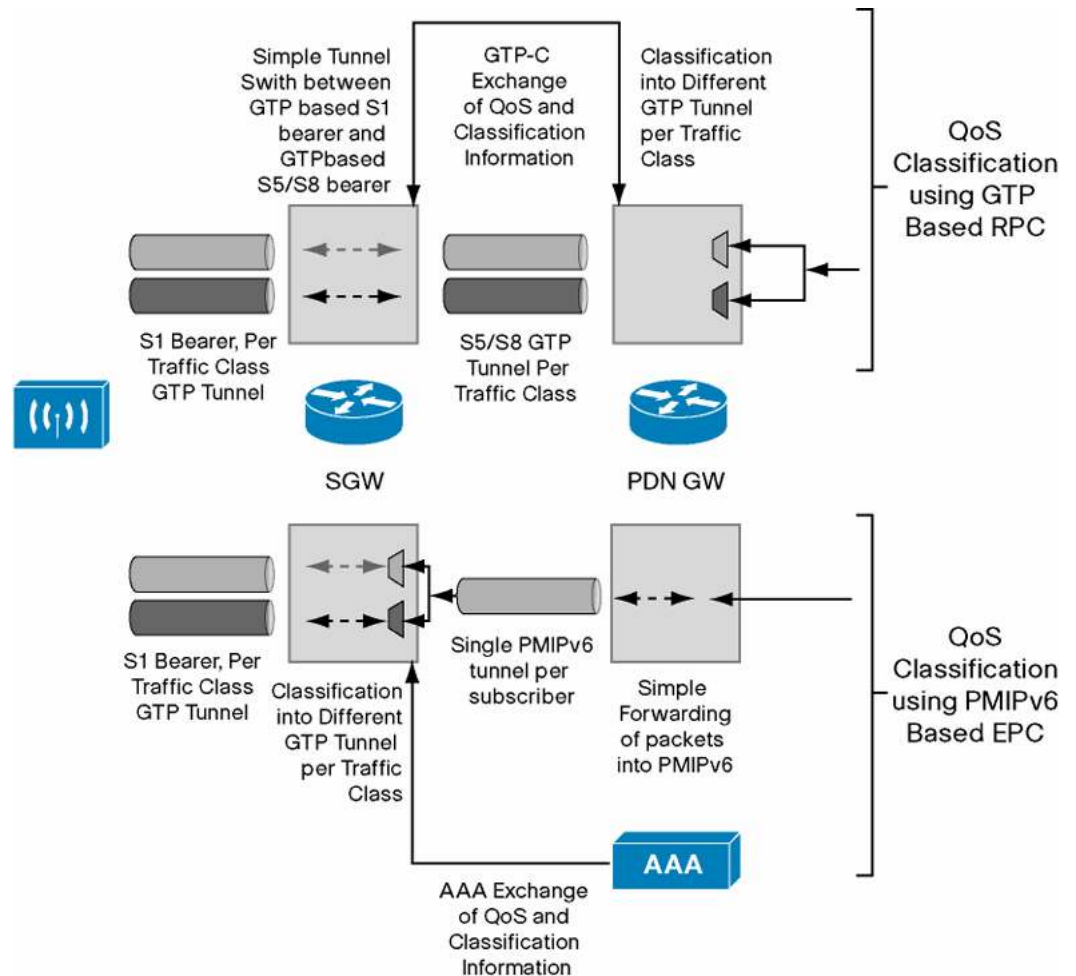 Simple Tunnel
Swith between
GTP based S1
bearer and
GTPbased
S5/S8 bearer
GTP-C
Exchange
of QoS and
Classification
Information
Classification
into Different
GTP Tunnel
per Traffic
Class
QoS
Classification
using GTP
Based RPC
S1 Bearer, Per
Traffic Class
GTP Tunnel
S5/S8 GTP
Tunnel Per
Traffic Class
SGW
PDN GW
S1 Bearer, Per
Traffic Class
GTP Tunnel
Classification
into Different
GTP Tunnel
per Traffic
Class
Single PMIPv6
tunnel per
subscriber
Simple
Forwarding
of packets
into PMIPv6
QoS
Classification
using PMIPv6
Based EPC
AAA
AAA Exchange
of QoS and
Classification
Information